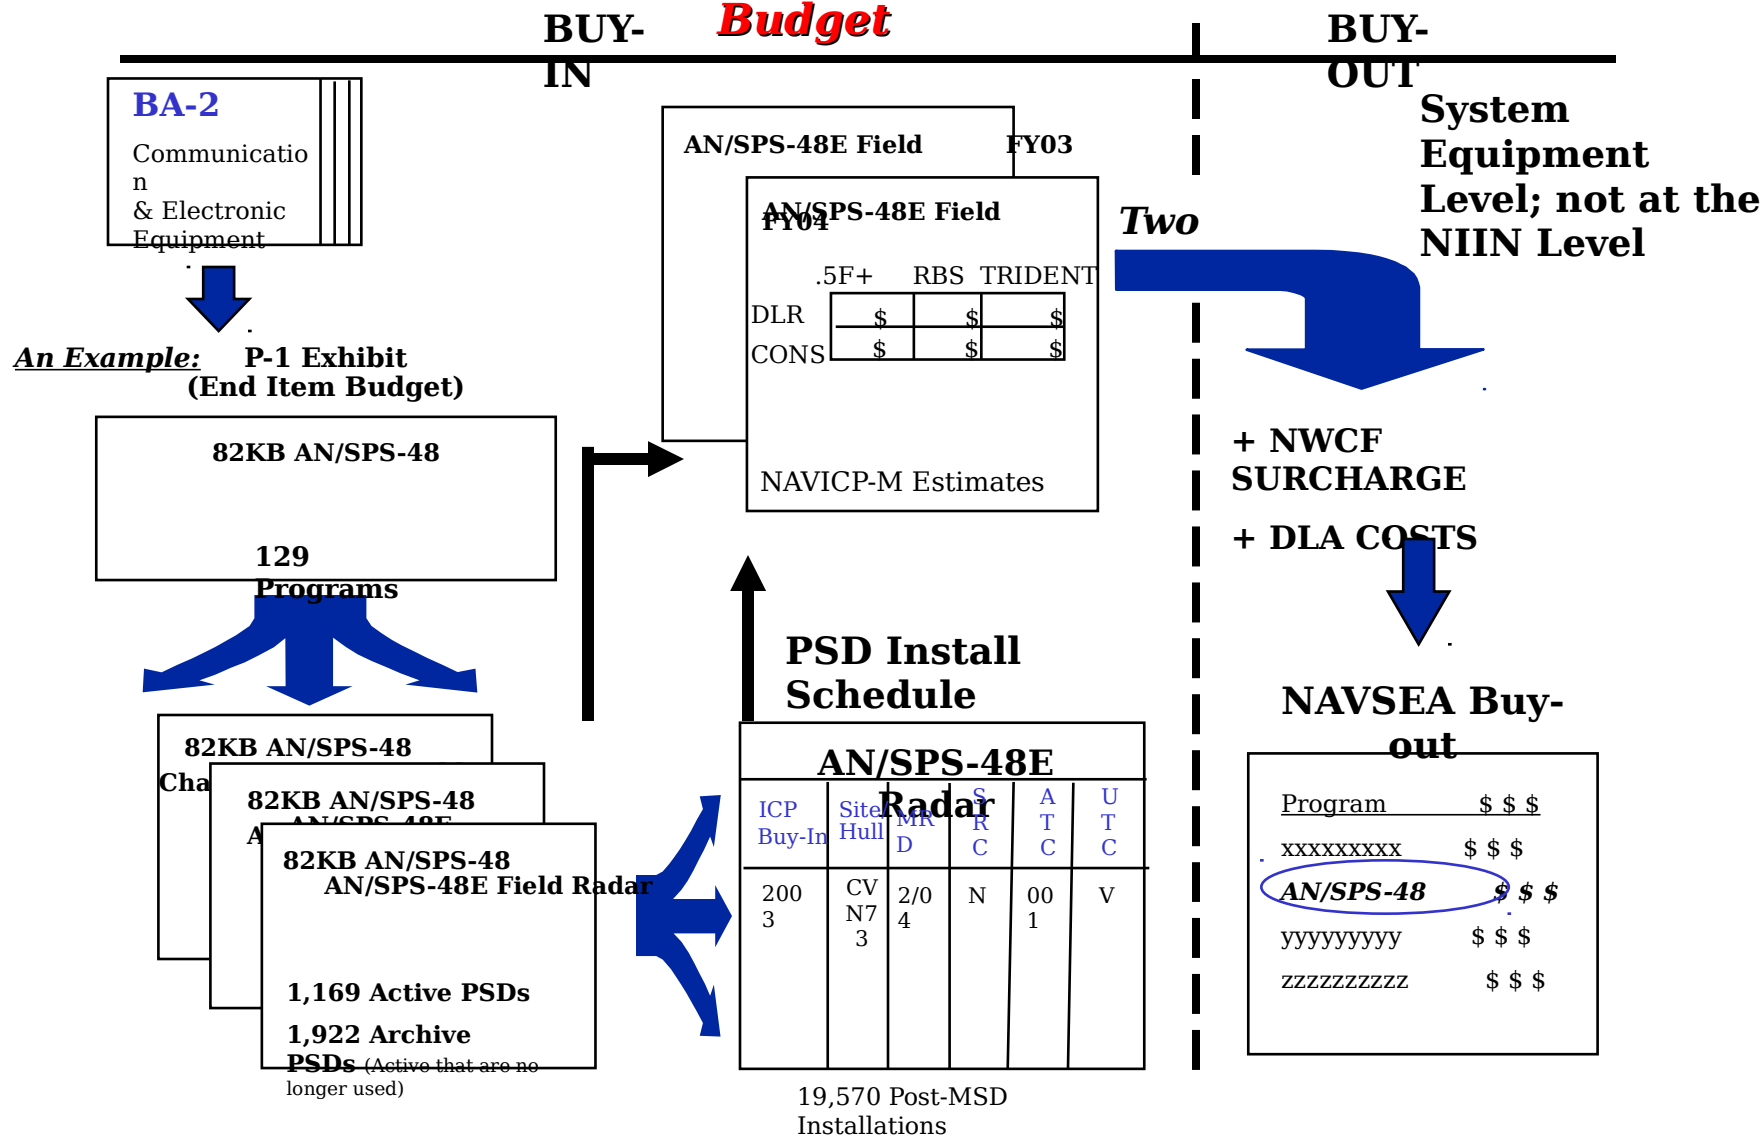 Budget
BUY-
IN
BUY-
OUT
BA-2
Communicatio
n
& Electronic
Equipment
An Example:
P-1 Exhibit
(End Item Budget)
82KB AN/SPS-48
129
Programs
82KB AN/SPS-48
Cha
82KB AN/SPS-48
AN/SPS-48E
A
82KB AN/SPS-48
AN/SPS-48E Field Radar
1,169 Active PSDs
1,922 Archive
PSDs (Active that are no
longer used)
AN/SPS-48E Field FY03
AN/SPS-48E Field
FY04
.5F+ RBS TRIDENT
DLR $ $ $
CONS $ $ $
NAVICP-M Estimates
PSD Install
Schedule
AN/SPS-48E
Radar
ICP
Buy-In
Site/
Hull
MR
D
S
R
C
A
T
C
U
T
C
200
3
CV
N7
3
2/0
4
N
00
1
V
19,570 Post-MSD
Installations
Two
System
Equipment
Level; not at the
NIIN Level
+ NWCF
SURCHARGE
+ DLA COSTS
NAVSEA Buy-
out
Program $ $ $
xxxxxxxxx $ $ $
AN/SPS-48 $ $ $
yyyyyyyyy $ $ $
zzzzzzzzzz $ $ $